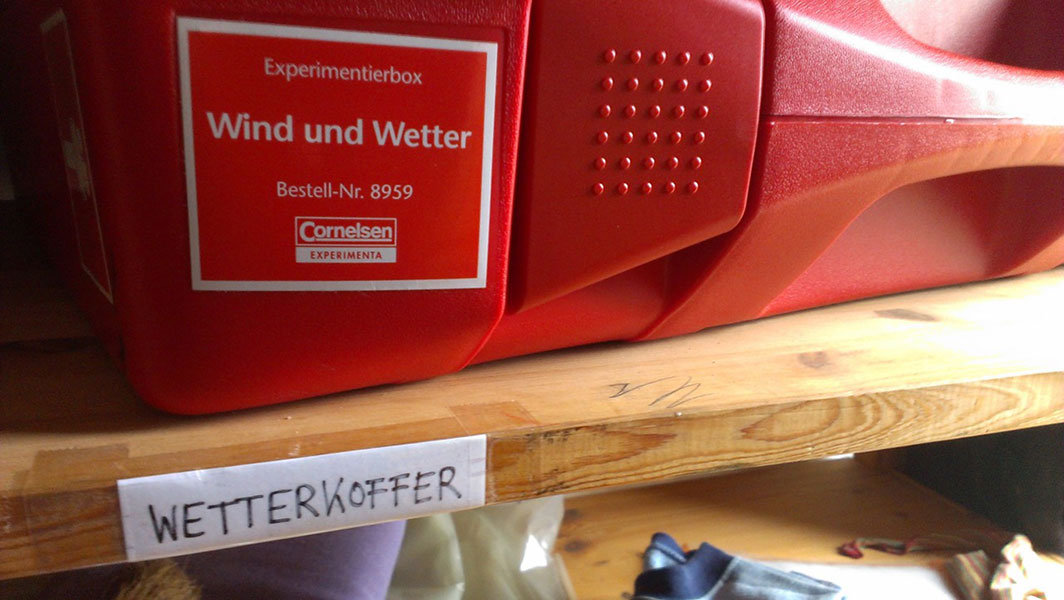 Experimentierbox
Wind und Wetter
Bestell-Nr. 8959
Cornelsen
EXPERIMENTA
WETTERKOFFER